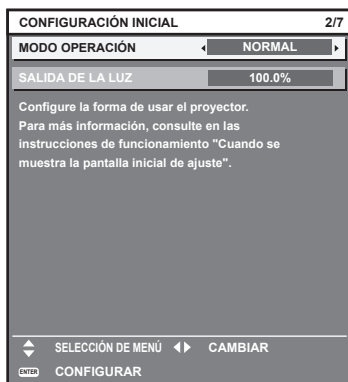 CONFIGURACIÓN INICIAL 2/7
MODO OPERACIÓN NORMAL
SALIDA DE LA LUZ 100.0%
Configure la forma de usar el proyector.
Para más información, consulte en las
instrucciones de funcionamiento "Cuando se
muestra la pantalla inicial de ajuste".
SELECCIÓN DE MENÚ CAMBIAR
ENTER CONFIGURAR